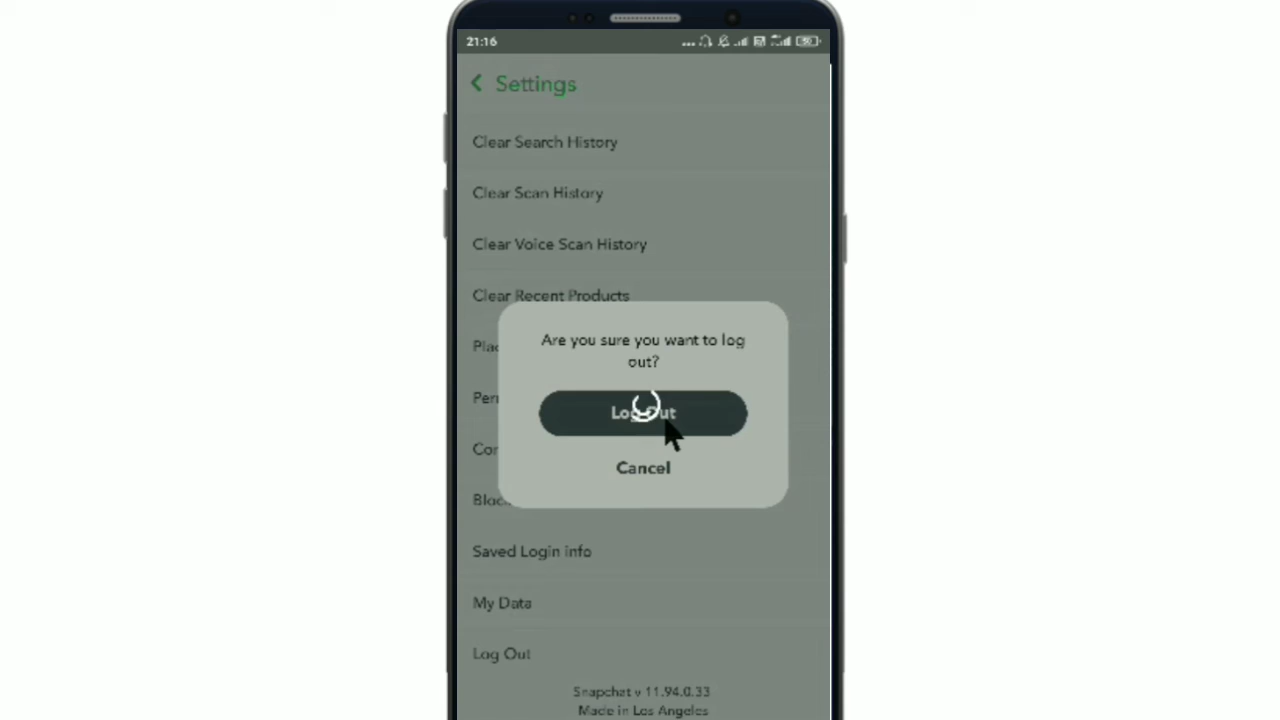 21:16
Settings
Clear Search History
Clear Scan History
Clear Voice Scan History
Clear Recent Products
Are you sure you want to log
out?
Log Out
Cancel
Saved Login info
My Data
Log Out
Snapchat v 11.94.0.33
Made in Los Angeles